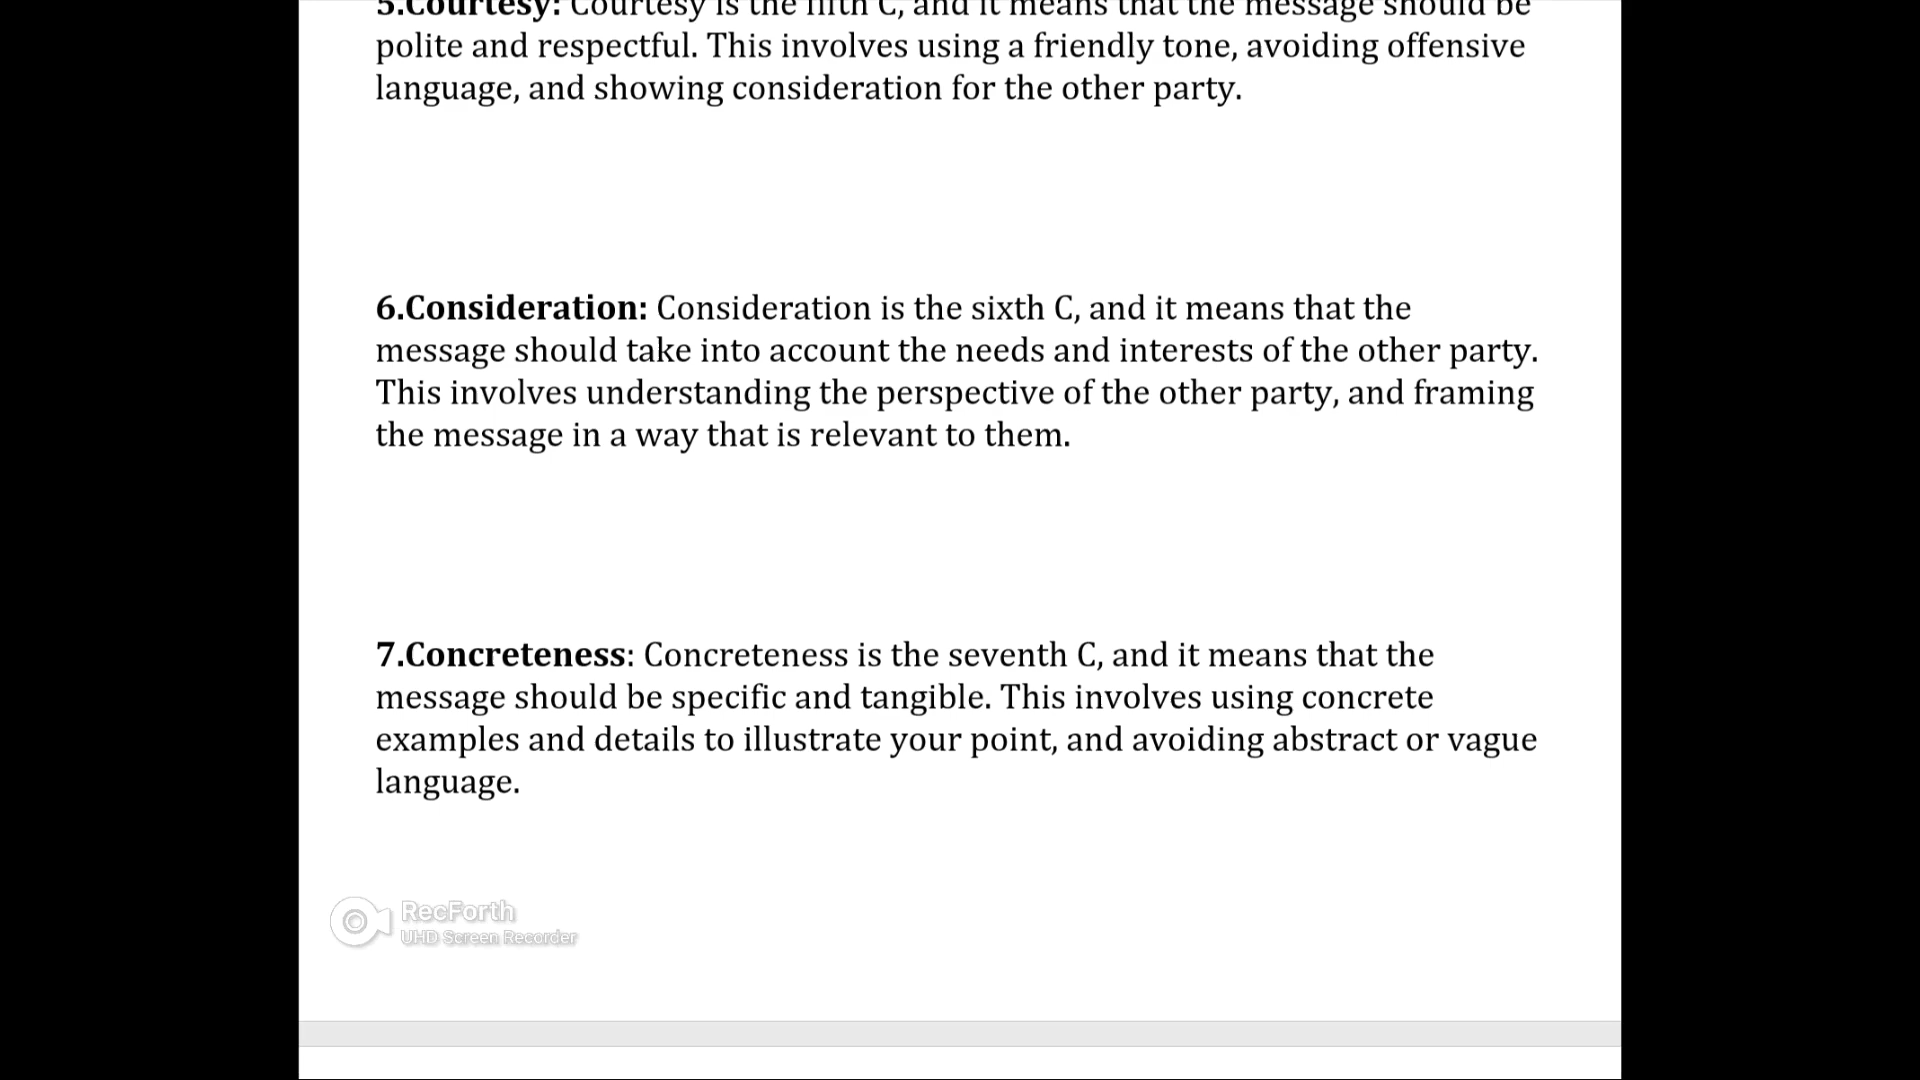 5.Courtesy: Courtesy is the fifth C, and it means that the message should be
polite and respectful. This involves using a friendly tone, avoiding offensive
language, and showing consideration for the other party.
6.Consideration: Consideration is the sixth C, and it means that the
message should take into account the needs and interests of the other party.
This involves understanding the perspective of the other party, and framing
the message in a way that is relevant to them.
7.Concreteness: Concreteness is the seventh C, and it means that the
message should be specific and tangible. This involves using concrete
examples and details to illustrate your point, and avoiding abstract or vague
language.
RecForth
UHD Screen Recorder